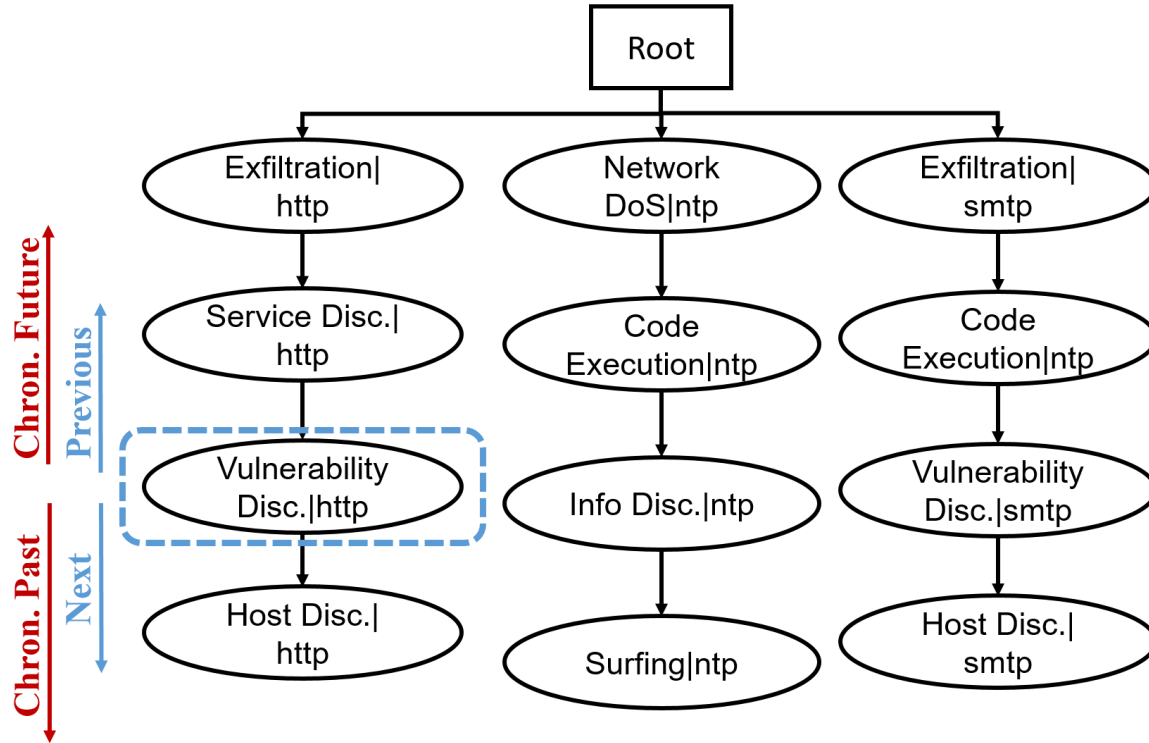 Root
Exfiltration|
http
Network
DoS|ntp
Exfiltration|
smtp
Chron. Future
Previous
Service Disc.|
http
Code
Execution|ntp
Code
Execution|ntp
Vulnerability
Disc.|http
Info Disc.|ntp
Vulnerability
Disc.|smtp
Chron. Past
Next
Host Disc.|
http
Surfing|ntp
Host Disc.|
smtp